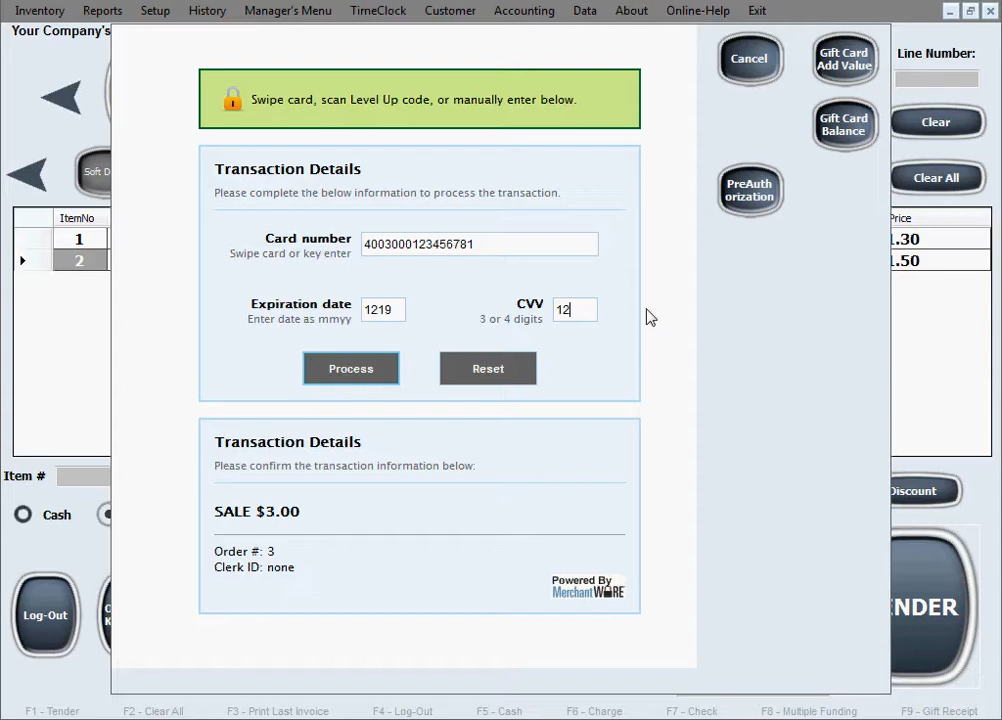 Inventory Reports Setup History Manager's Menu TimeClock Customer Accounting Data About Online-Help Exit
Your Company's
Line Number:
Swipe card, scan Level Up code, or manually enter below.
Cancel
Gift Card
Add Value
Clear
Gift Card
Balance
Transaction Details
Please complete the below information to process the transaction.
Soft D
PreAuth
orization
Clear All
ItemNo
Price
Card number
Swipe card or key enter
4003000123456781
1
1.30
2
1.50
Expiration date
Enter date as mmyy
1219
CVV
3 or 4 digits
12
Process
Reset
Transaction Details
Please confirm the transaction information below:
Item #
Discount
SALE $3.00
Cash
Order #: 3
Clerk ID: none
Powered By
MerchantWARE
Log-Out
ENDER
F1 - Tender F2 - Clear All F3 - Print Last Invoice F4 - Log-Out F5 - Cash F6 - Charge F7 - Check F8 - Multiple Funding F9 - Gift Receipt